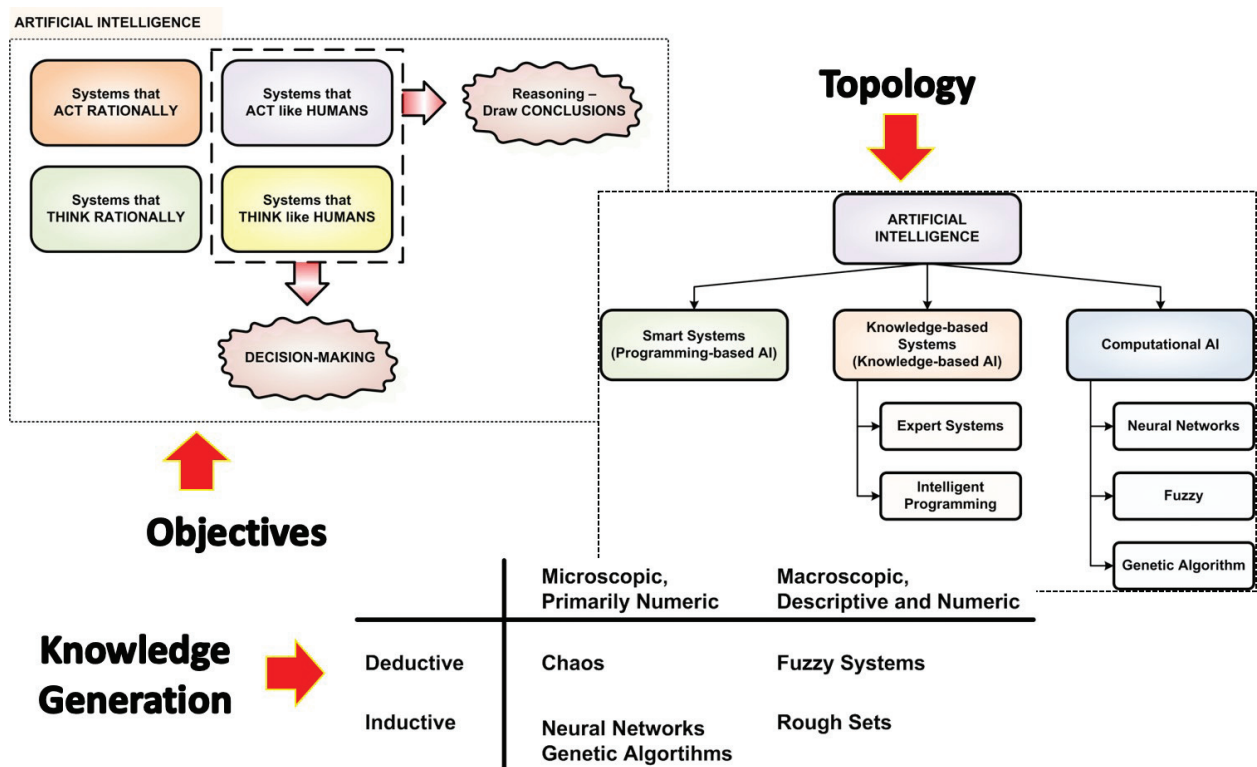 ARTIFICIAL INTELLIGENCE
Systems that
ACT RATIONALLY
Systems that
ACT like HUMANS
Reasoning –
Draw CONCLUSIONS
Systems that
THINK RATIONALLY
Systems that
THINK like HUMANS
DECISION-MAKING
Objectives
Topology
ARTIFICIAL
INTELLIGENCE
Smart Systems
(Programming-based AI)
Knowledge-based
Systems
(Knowledge-based AI)
Computational AI
Expert Systems
Intelligent
Programming
Neural Networks
Fuzzy
Genetic Algorithm
Knowledge
Generation
Microscopic,
Primarily Numeric
Macroscopic,
Descriptive and Numeric
Deductive
Chaos
Fuzzy Systems
Inductive
Neural Networks
Genetic Algortihms
Rough Sets